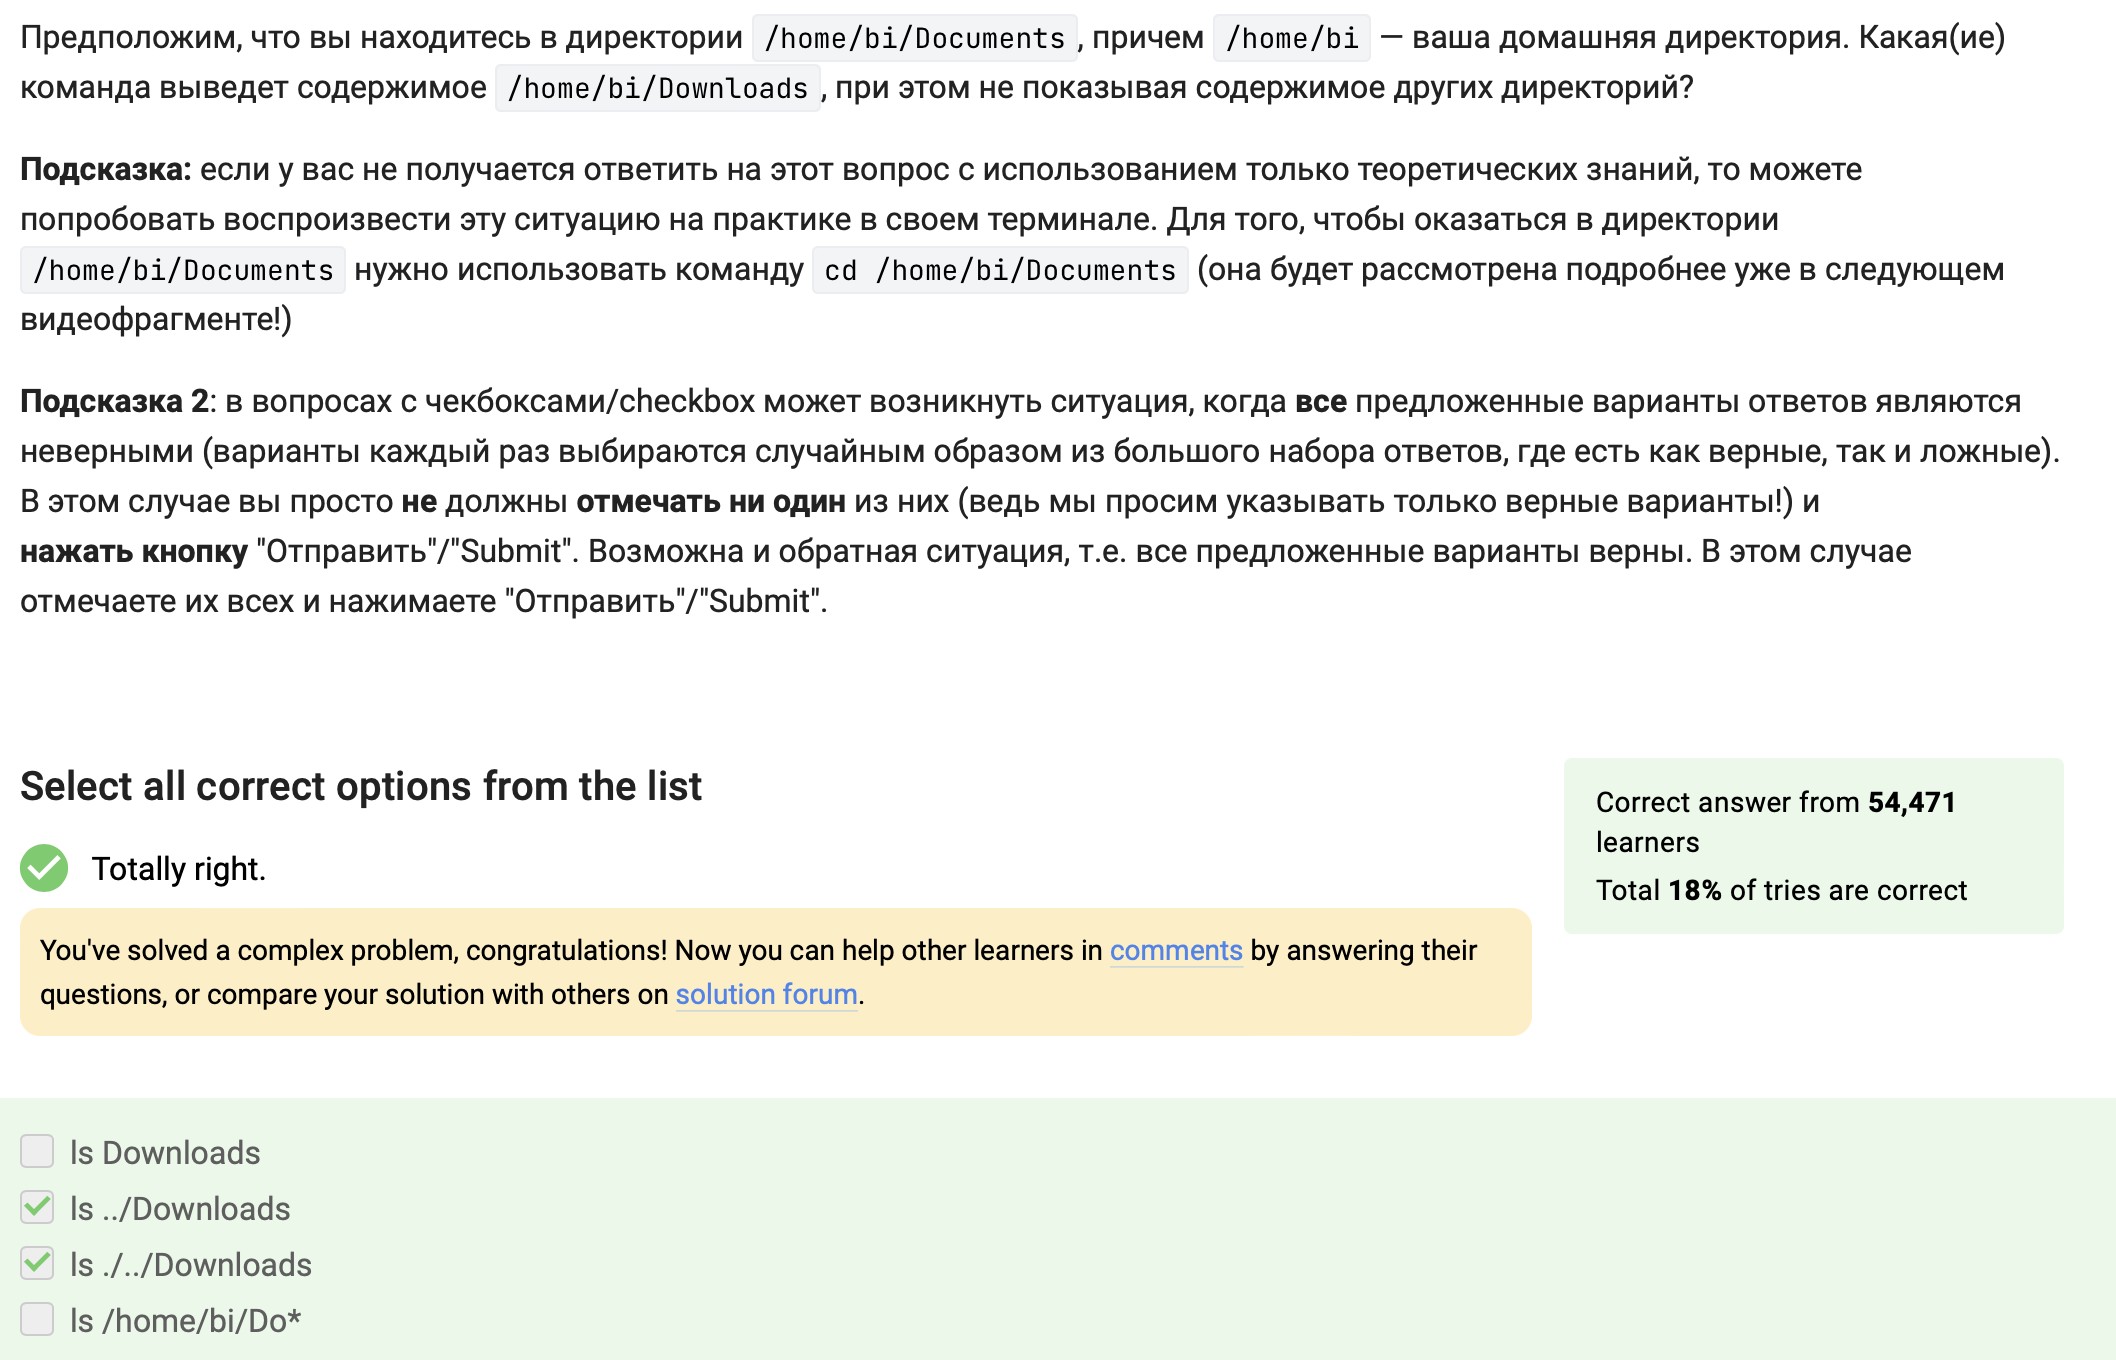 Предположим, что вы находитесь в директории /home/bi/Documents, причем /home/bi — ваша домашняя директория. Какая(ие)
команда выведет содержимое /home/bi/Downloads, при этом не показывая содержимое других директорий?
Подсказка: если у вас не получается ответить на этот вопрос с использованием только теоретических знаний, то можете
попробовать воспроизвести эту ситуацию на практике в своем терминале. Для того, чтобы оказаться в директории
/home/bi/Documents нужно использовать команду cd /home/bi/Documents (она будет рассмотрена подробнее уже в следующем
видеофрагменте!)
Подсказка 2: в вопросах с чекбоксами/checkbox может возникнуть ситуация, когда все предложенные варианты ответов являются
неверными (варианты каждый раз выбираются случайным образом из большого набора ответов, где есть как верные, так и ложные).
В этом случае вы просто не должны отмечать ни один из них (ведь мы просим указывать только верные варианты!) и
нажать кнопку "Отправить"/"Submit". Возможна и обратная ситуация, т.е. все предложенные варианты верны. В этом случае
отмечаете их всех и нажимаете "Отправить"/"Submit".
Select all correct options from the list
Totally right.
You've solved a complex problem, congratulations! Now you can help other learners in comments by answering their
questions, or compare your solution with others on solution forum.
Correct answer from 54,471
learners
Total 18% of tries are correct
ls Downloads
ls ../Downloads
ls ./../Downloads
ls /home/bi/Do*